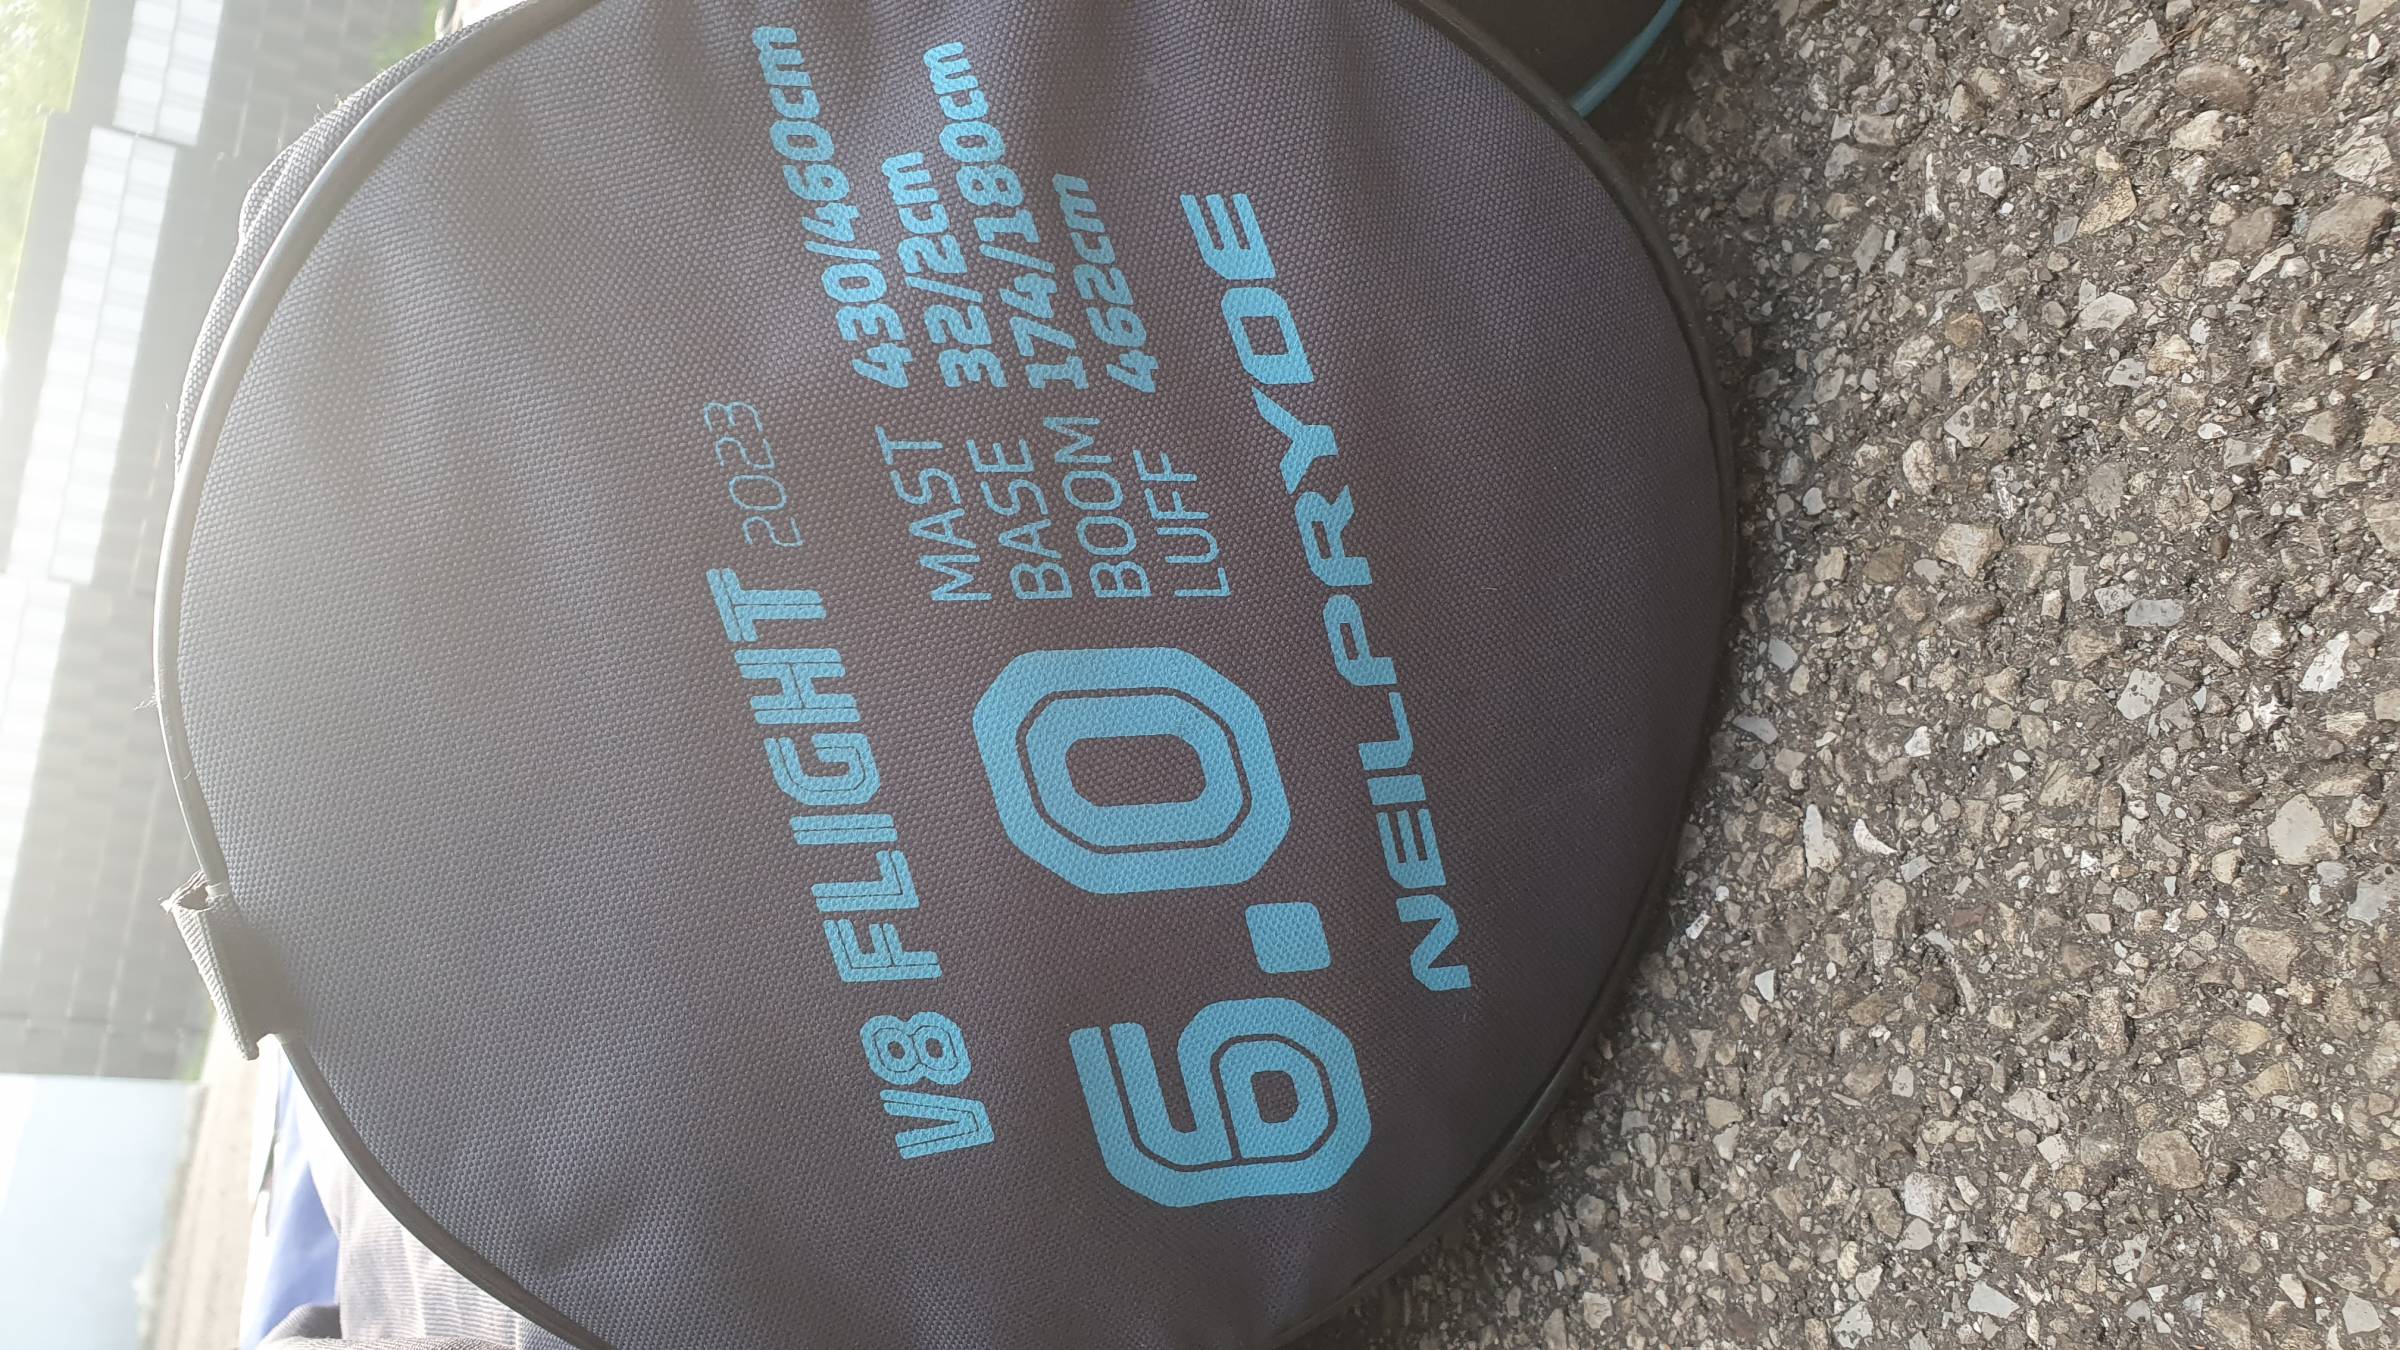 V8 FLIGHT 2023
6.0
MAST 430/460cm
BASE 32/2cm
BOOM 174/180cm
LUFF 462cm
NEILPRYDE